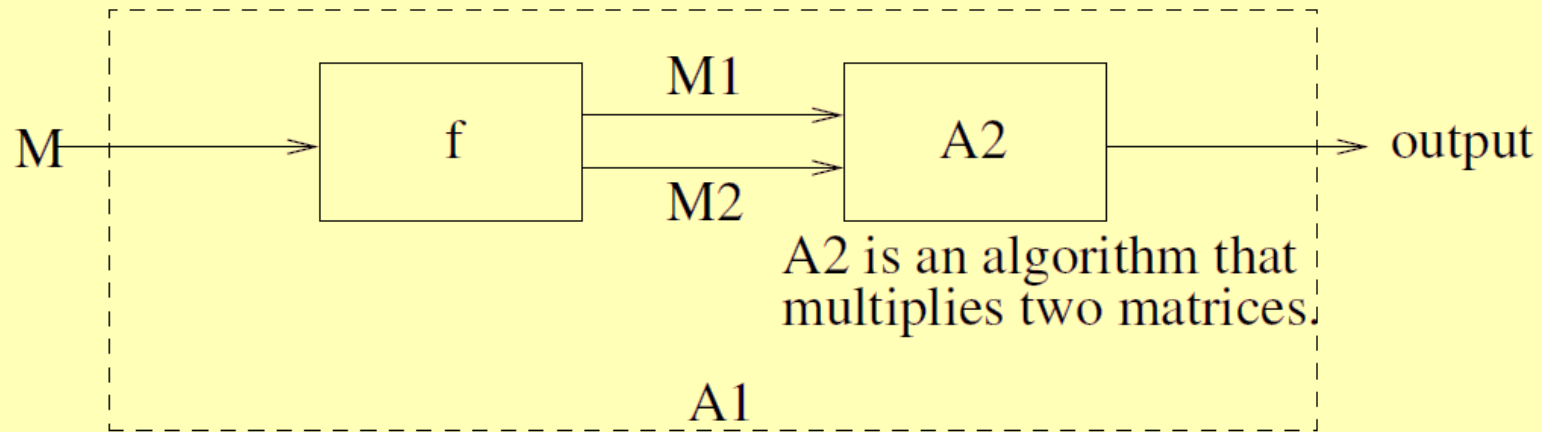 M1
M
f
A2
output
M2
A2 is an algorithm that
multiplies two matrices.
A1